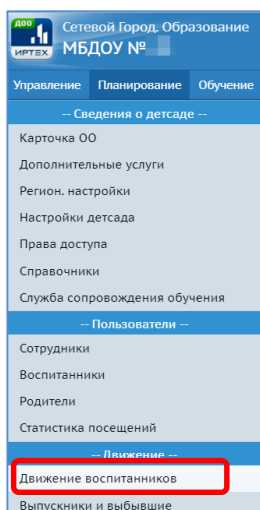 ДОО
ИРТЕХ
Сетевой Город. Образование
МБДОУ №
Управление Планирование Обучение
-- Сведения о детсаде --
Карточка ОО
Дополнительные услуги
Регион. настройки
Настройки детсада
Права доступа
Справочники
Служба сопровождения обучения
-- Пользователи --
Сотрудники
Воспитанники
Родители
Статистика посещений
-- Движение --
Движение воспитанников
Выпускники и выбывшие